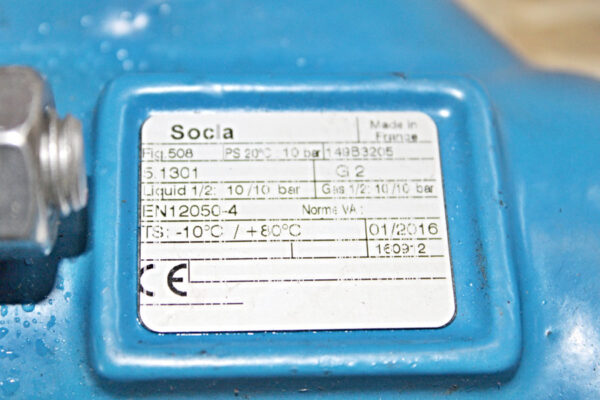 Socla
Made in
France
Fig.508 PS 20°C : 10 bar 149B3205
5.1301 G 2
Liquid 1/2: 10/10 bar Gas 1/2: 10/10 bar
EN12050-4 Norme VA :
TS: -10°C / +80°C 01/2016
160912
CE